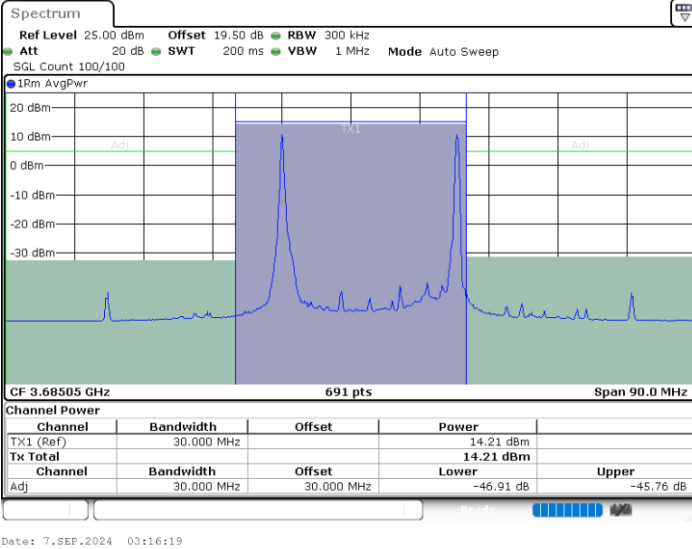 Spectrum
Ref Level 25.00 dBm Offset 19.50 dB RBW 300 kHz
Att 20 dB SWT 200 ms VBW 1 MHz Mode Auto Sweep
SGL Count 100/100
1Rm AvgPwr
20 dBm
TX1
10 dBm
Adj Adj
0 dBm
-10 dBm
-20 dBm
-30 dBm
CF 3.68505 GHz 691 pts Span 90.0 MHz
Channel Power
Channel Bandwidth Offset Power
TX1 (Ref) 30.000 MHz 14.21 dBm
Tx Total 14.21 dBm
Channel Bandwidth Offset Lower Upper
Adj 30.000 MHz 30.000 MHz -46.91 dB -45.76 dB
Ready
Date: 7.SEP.2024 03:16:19